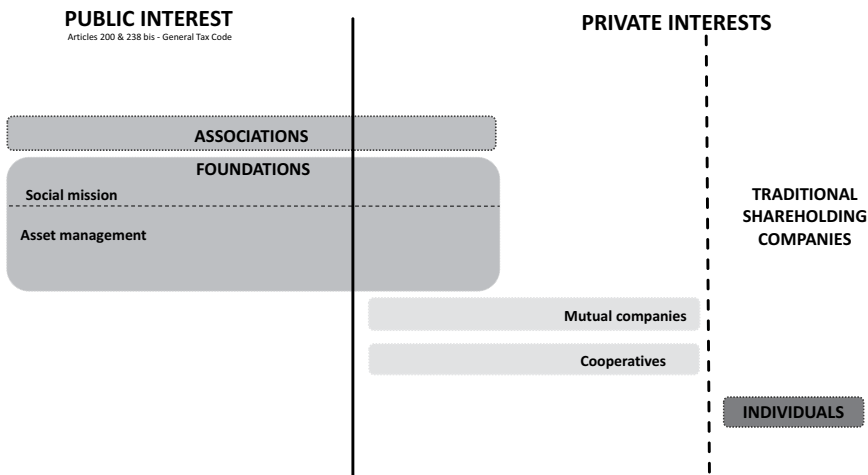 PUBLIC INTEREST
Articles 200 & 238 bis - General Tax Code
PRIVATE INTERESTS
ASSOCIATIONS
FOUNDATIONS
Social mission
Asset management
TRADITIONAL
SHAREHOLDING
COMPANIES
Mutual companies
Cooperatives
INDIVIDUALS